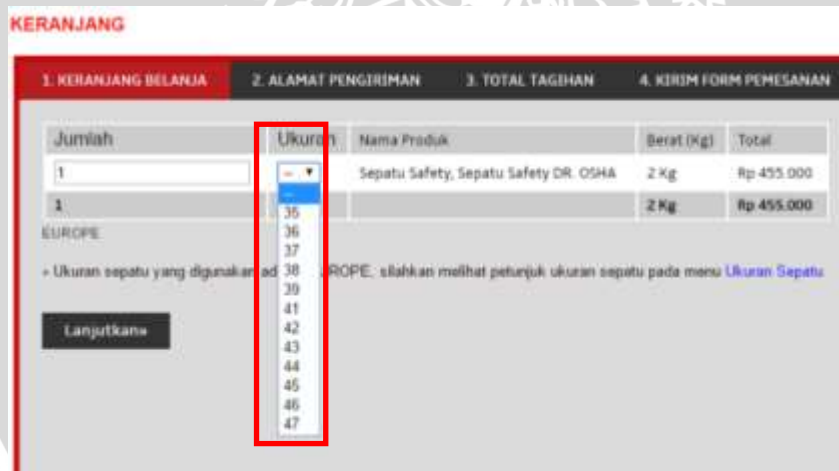 KERANJANG
1. KERANJANG BELANJA 2. ALAMAT PENGIRIMAN 3. TOTAL TAGIHAN 4. KIRIM FORM PEMESANAN
Jumlah Ukuran Nama Produk Berat (Kg) Total
1 -- Sepatu Safety, Sepatu Safety DR. OSHA 2 Kg Rp 455.000
1 2 Kg Rp 455.000
--
35
EUROPE 36
37
» Ukuran sepatu yang digunakan ad 38 ROPE, silahkan melihat petunjuk ukuran sepatu pada menu Ukuran Sepatu
39
41
Lanjutkan» 42
43
44
45
46
47